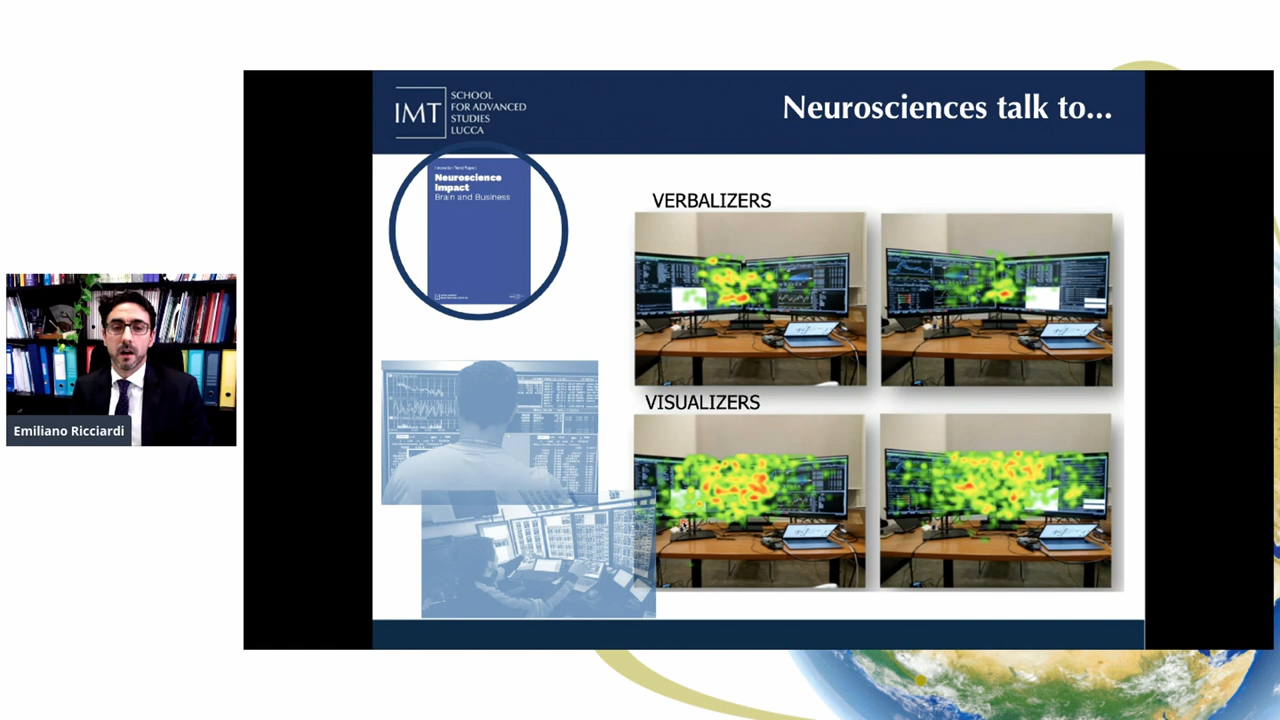 IMT
SCHOOL
FOR ADVANCED
STUDIES
LUCCA
Neurosciences talk to...
Neuroscience
Impact
Brain and Business
VERBALIZERS
VISUALIZERS
Emiliano Ricciardi